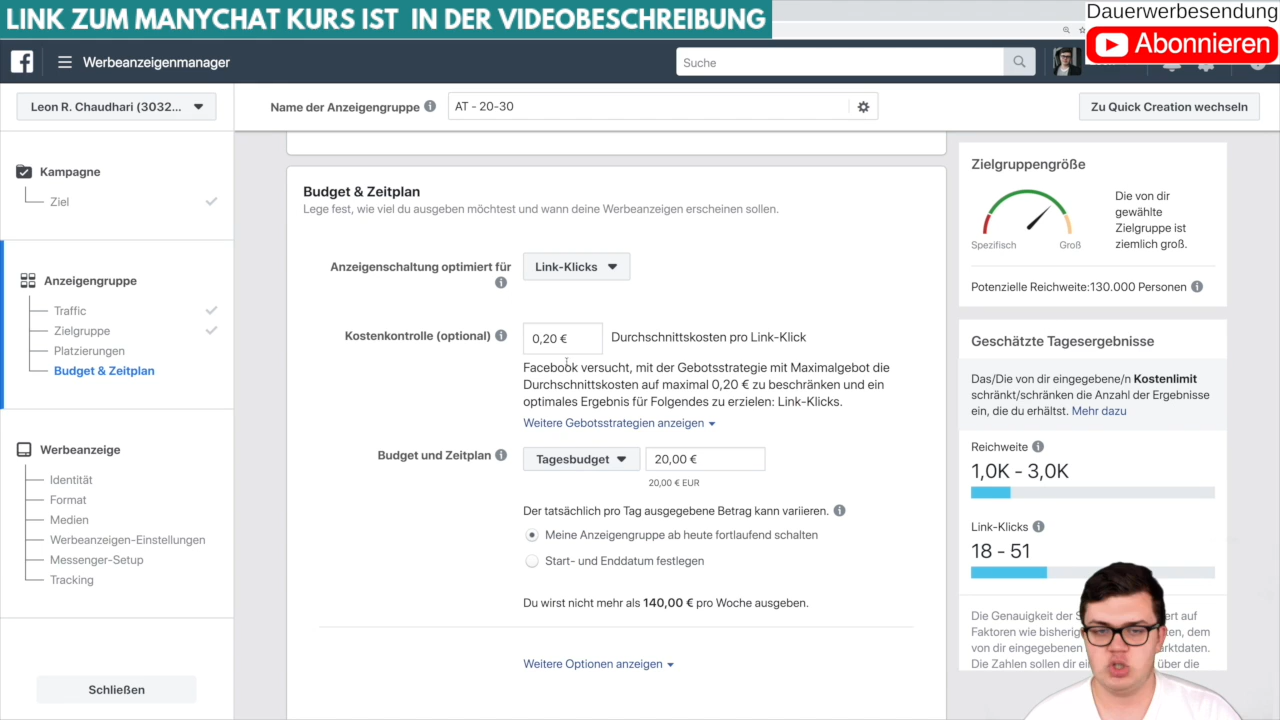 LINK ZUM MANYCHAT KURS IST IN DER VIDEOBESCHREIBUNG
Dauerwerbesendung
Abonnieren
Werbeanzeigenmanager
Suche
Leon R. Chaudhari (3032...
Name der Anzeigengruppe
AT - 20-30
Zu Quick Creation wechseln
Kampagne
Ziel
Anzeigengruppe
Traffic
Zielgruppe
Platzierungen
Budget & Zeitplan
Werbeanzeige
Identität
Format
Medien
Werbeanzeigen-Einstellungen
Messenger-Setup
Tracking
Schließen
Budget & Zeitplan
Lege fest, wie viel du ausgeben möchtest und wann deine Werbeanzeigen erscheinen sollen.
Anzeigenschaltung optimiert für
Link-Klicks
Kostenkontrolle (optional)
0,20 €
Durchschnittskosten pro Link-Klick
Facebook versucht, mit der Gebotsstrategie mit Maximalgebot die
Durchschnittskosten auf maximal 0,20 € zu beschränken und ein
optimales Ergebnis für Folgendes zu erzielen: Link-Klicks.
Weitere Gebotsstrategien anzeigen
Budget und Zeitplan
Tagesbudget
20,00 €
20,00 € EUR
Der tatsächlich pro Tag ausgegebene Betrag kann variieren.
Meine Anzeigengruppe ab heute fortlaufend schalten
Start- und Enddatum festlegen
Du wirst nicht mehr als 140,00 € pro Woche ausgeben.
Weitere Optionen anzeigen
Zielgruppengröße
Spezifisch
Groß
Die von dir
gewählte
Zielgruppe ist
ziemlich groß.
Potenzielle Reichweite:130.000 Personen
Geschätzte Tagesergebnisse
Das/Die von dir eingegebene/n Kostenlimit
schränkt/schränken die Anzahl der Ergebnisse
ein, die du erhältst. Mehr dazu
Reichweite
1,0K - 3,0K
Link-Klicks
18 - 51
Die Genauigkeit der auf
Faktoren wie dem
von dir eingegebenen
Die Zahlen sollen dir über die